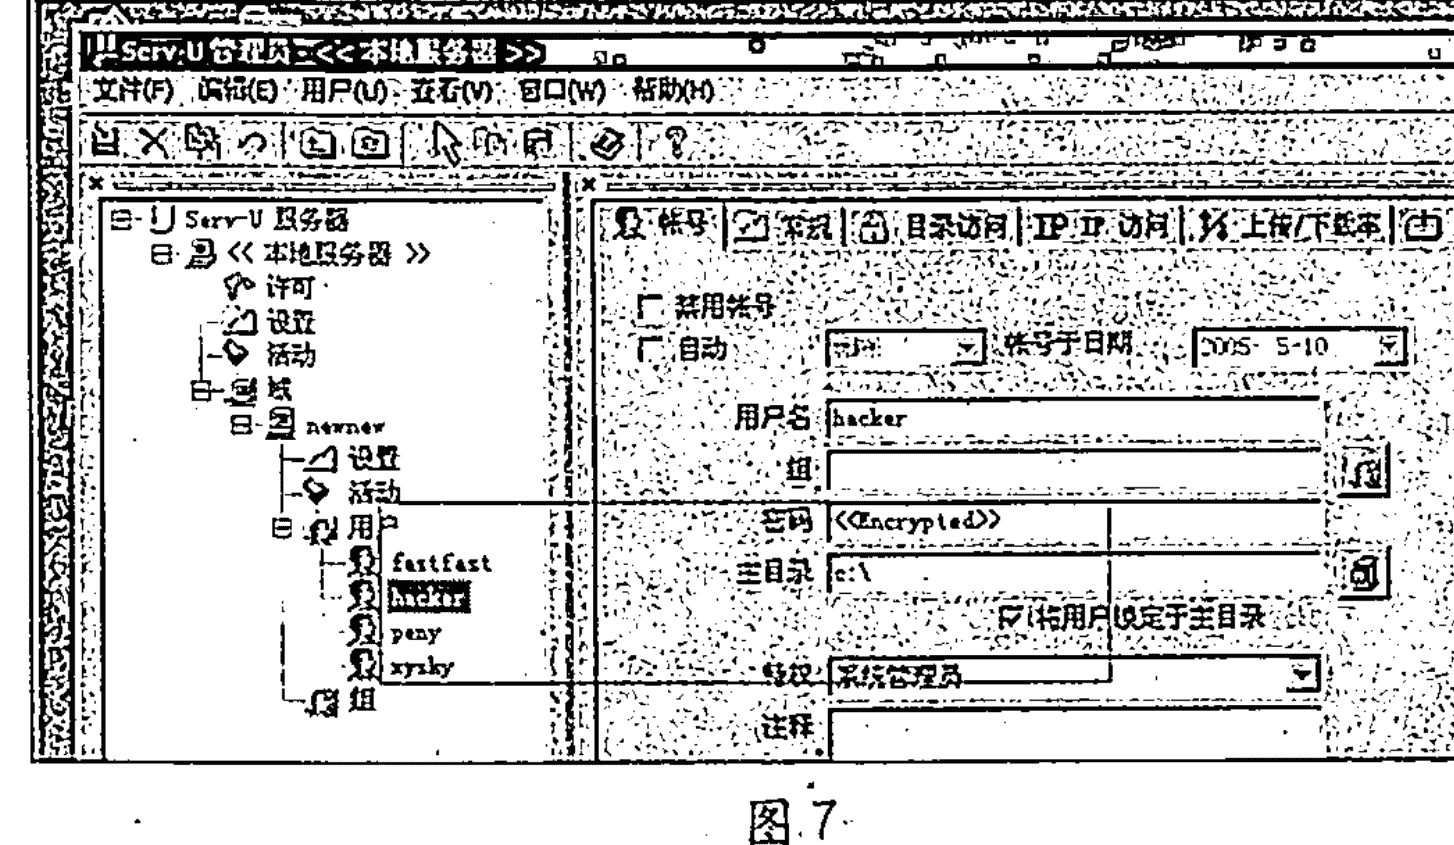 Serv-U 管理员 - << 本地服务器 >>
文件(F) 编辑(E) 用户(U) 查看(V) 窗口(W) 帮助(H)
Serv-U 服务器
<< 本地服务器 >>
许可
设置
活动
域
newnew
设置
活动
用户
fastfast
hacker
peny
xysky
组
帐号 常规 目录访问 IP IP 访问 上传/下载率
禁用帐号
自动 帐号于日期 2005- 5-10
用户名 hacker
组
密码 <<Encrypted>>
主目录 c:\
将用户锁定于主目录
特权 系统管理员
注释
图 7